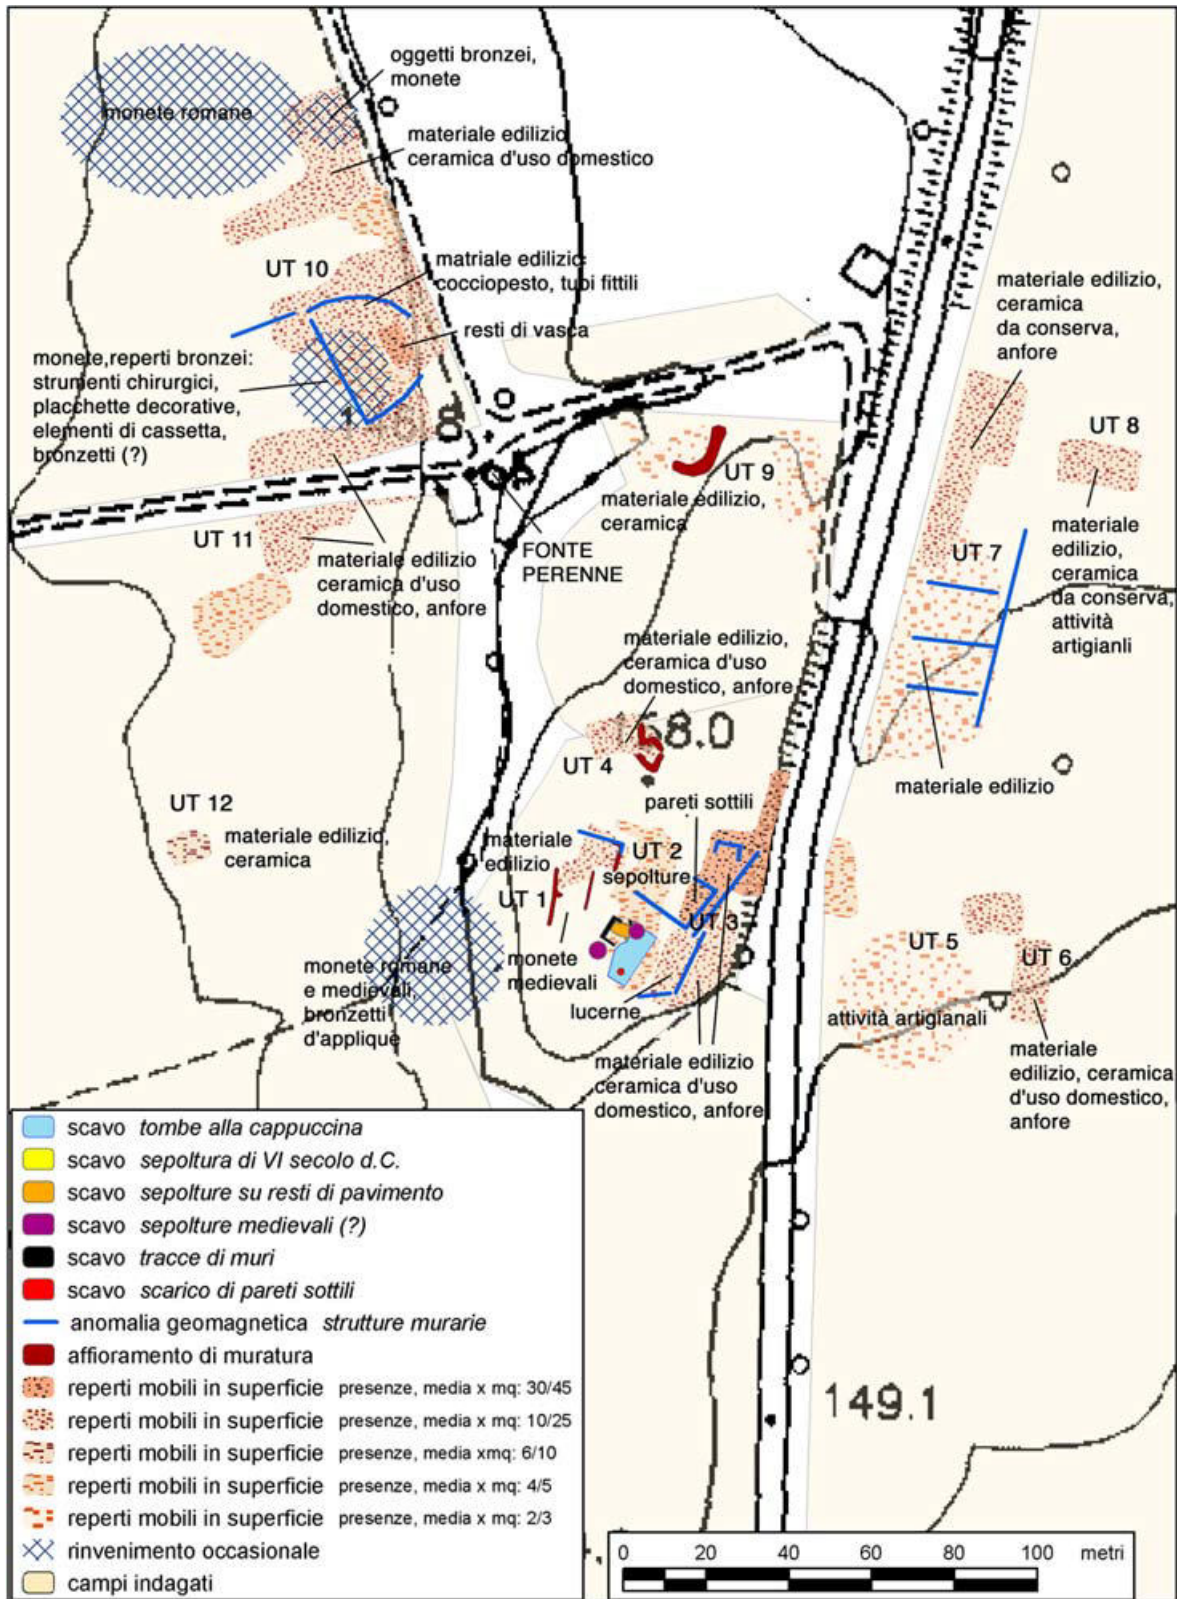 oggetti bronzei,
monete
monete romane
materiale edilizio
ceramica d'uso domestico
UT 10
matriale edilizio
cocciopesto, tubi fittili
resti di vasca
monete,reperti bronzei:
strumenti chirurgici,
placchette decorative,
elementi di cassetta,
bronzetti (?)
materiale edilizio,
ceramica
da conserva,
anfore
UT 8
UT 9
materiale edilizio,
ceramica
UT 11
materiale edilizio
ceramica d'uso
domestico, anfore
FONTE
PERENNE
UT 7
materiale
edilizio,
ceramica
da conserva,
attività
artigianli
materiale edilizio,
ceramica d'uso
domestico, anfore
158.0
UT 4
materiale edilizio
pareti sottili
UT 12
materiale edilizio,
ceramica
materiale
edilizio
UT 2
sepolture
UT 1
UT 3
monete
medievali
lucerne
monete romane
e medievali,
bronzetti
d'applique
UT 5
UT 6
attività artigianali
materiale edilizio
ceramica d'uso
domestico, anfore
materiale
edilizio, ceramica
d'uso domestico,
anfore
scavo tombe alla cappuccina
scavo sepoltura di VI secolo d.C.
scavo sepolture su resti di pavimento
scavo sepolture medievali (?)
scavo tracce di muri
scavo scarico di pareti sottili
anomalia geomagnetica strutture murarie
affioramento di muratura
reperti mobili in superficie presenze, media x mq: 30/45
reperti mobili in superficie presenze, media x mq: 10/25
reperti mobili in superficie presenze, media xmq: 6/10
reperti mobili in superficie presenze, media x mq: 4/5
reperti mobili in superficie presenze, media x mq: 2/3
rinvenimento occasionale
campi indagati
149.1
0 20 40 60 80 100 metri